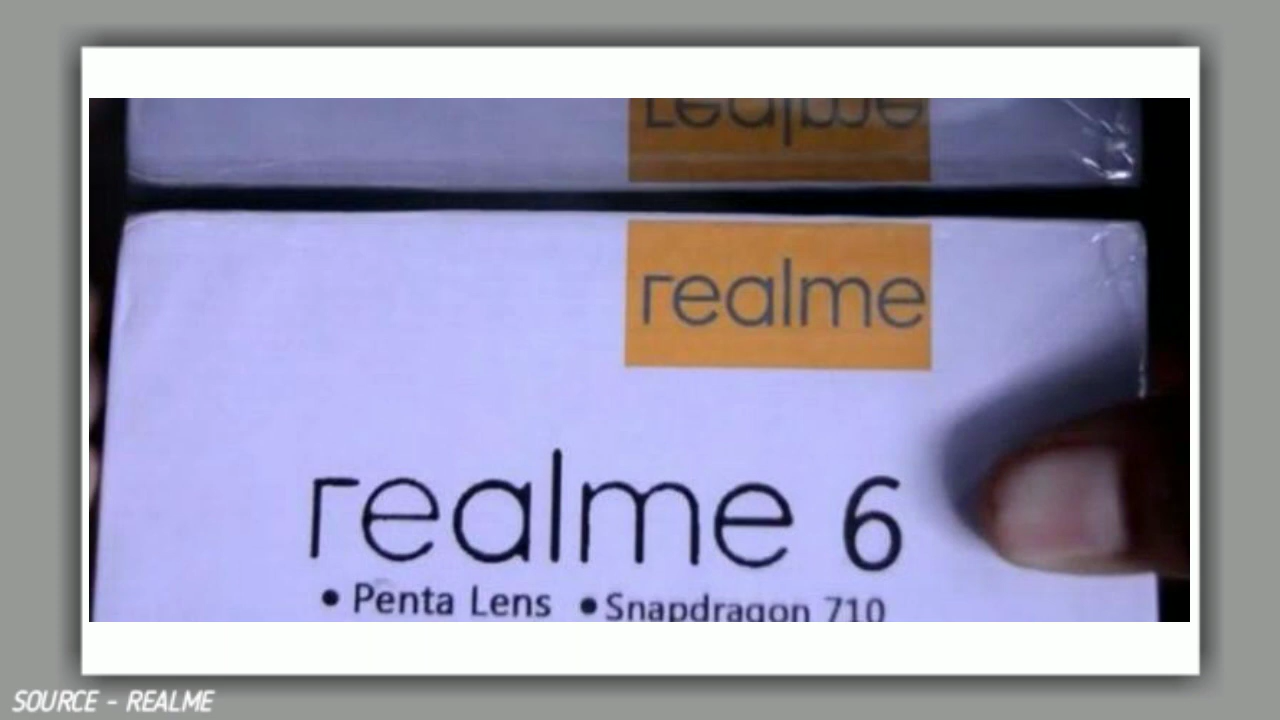 realme
realme
realme 6
• Penta Lens • Snapdragon 710
SOURCE - REALME